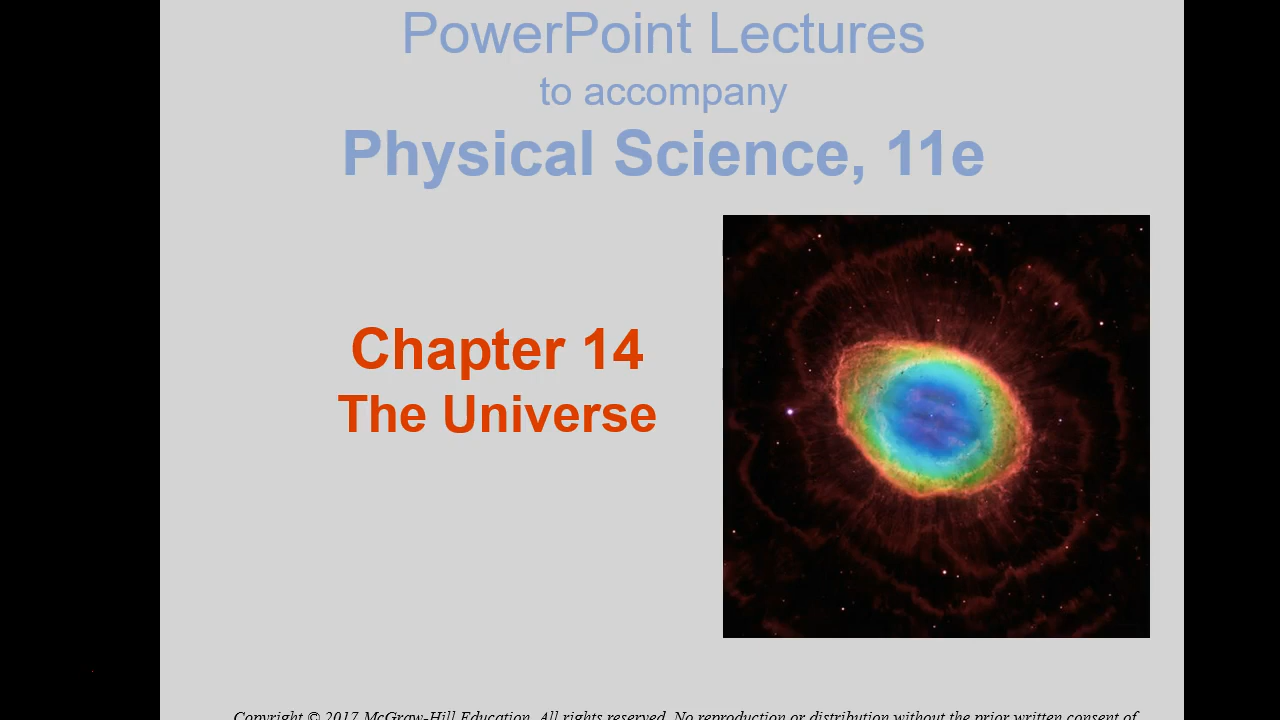 PowerPoint Lectures
to accompany
Physical Science, 11e
Chapter 14
The Universe
Copyright © 2017 McGraw-Hill Education. All rights reserved. No reproduction or distribution without the prior written consent of